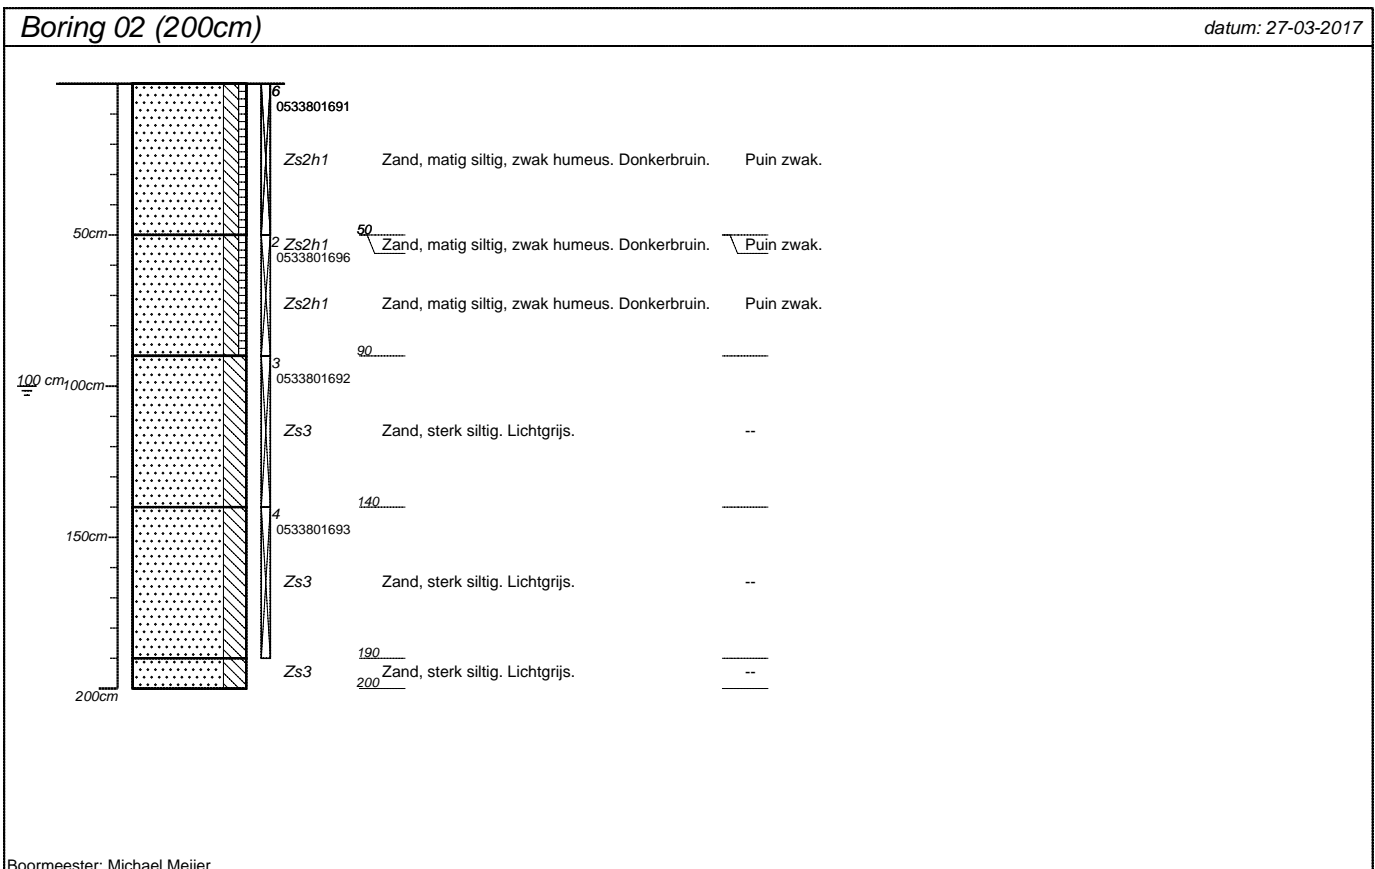 Boring 02 (200cm) datum: 27-03-2017
6
0533801691
Zs2h1 Zand, matig siltig, zwak humeus. Donkerbruin. Puin zwak.
50cm 50
2 Zs2h1 Zand, matig siltig, zwak humeus. Donkerbruin. Puin zwak.
0533801696
Zs2h1 Zand, matig siltig, zwak humeus. Donkerbruin. Puin zwak.
90
3
0533801692
100 cm 100cm
Zs3 Zand, sterk siltig. Lichtgrijs. --
140
4
0533801693
150cm
Zs3 Zand, sterk siltig. Lichtgrijs. --
190
Zs3 Zand, sterk siltig. Lichtgrijs. --
200
200cm
Boormeester: Michael Meijer